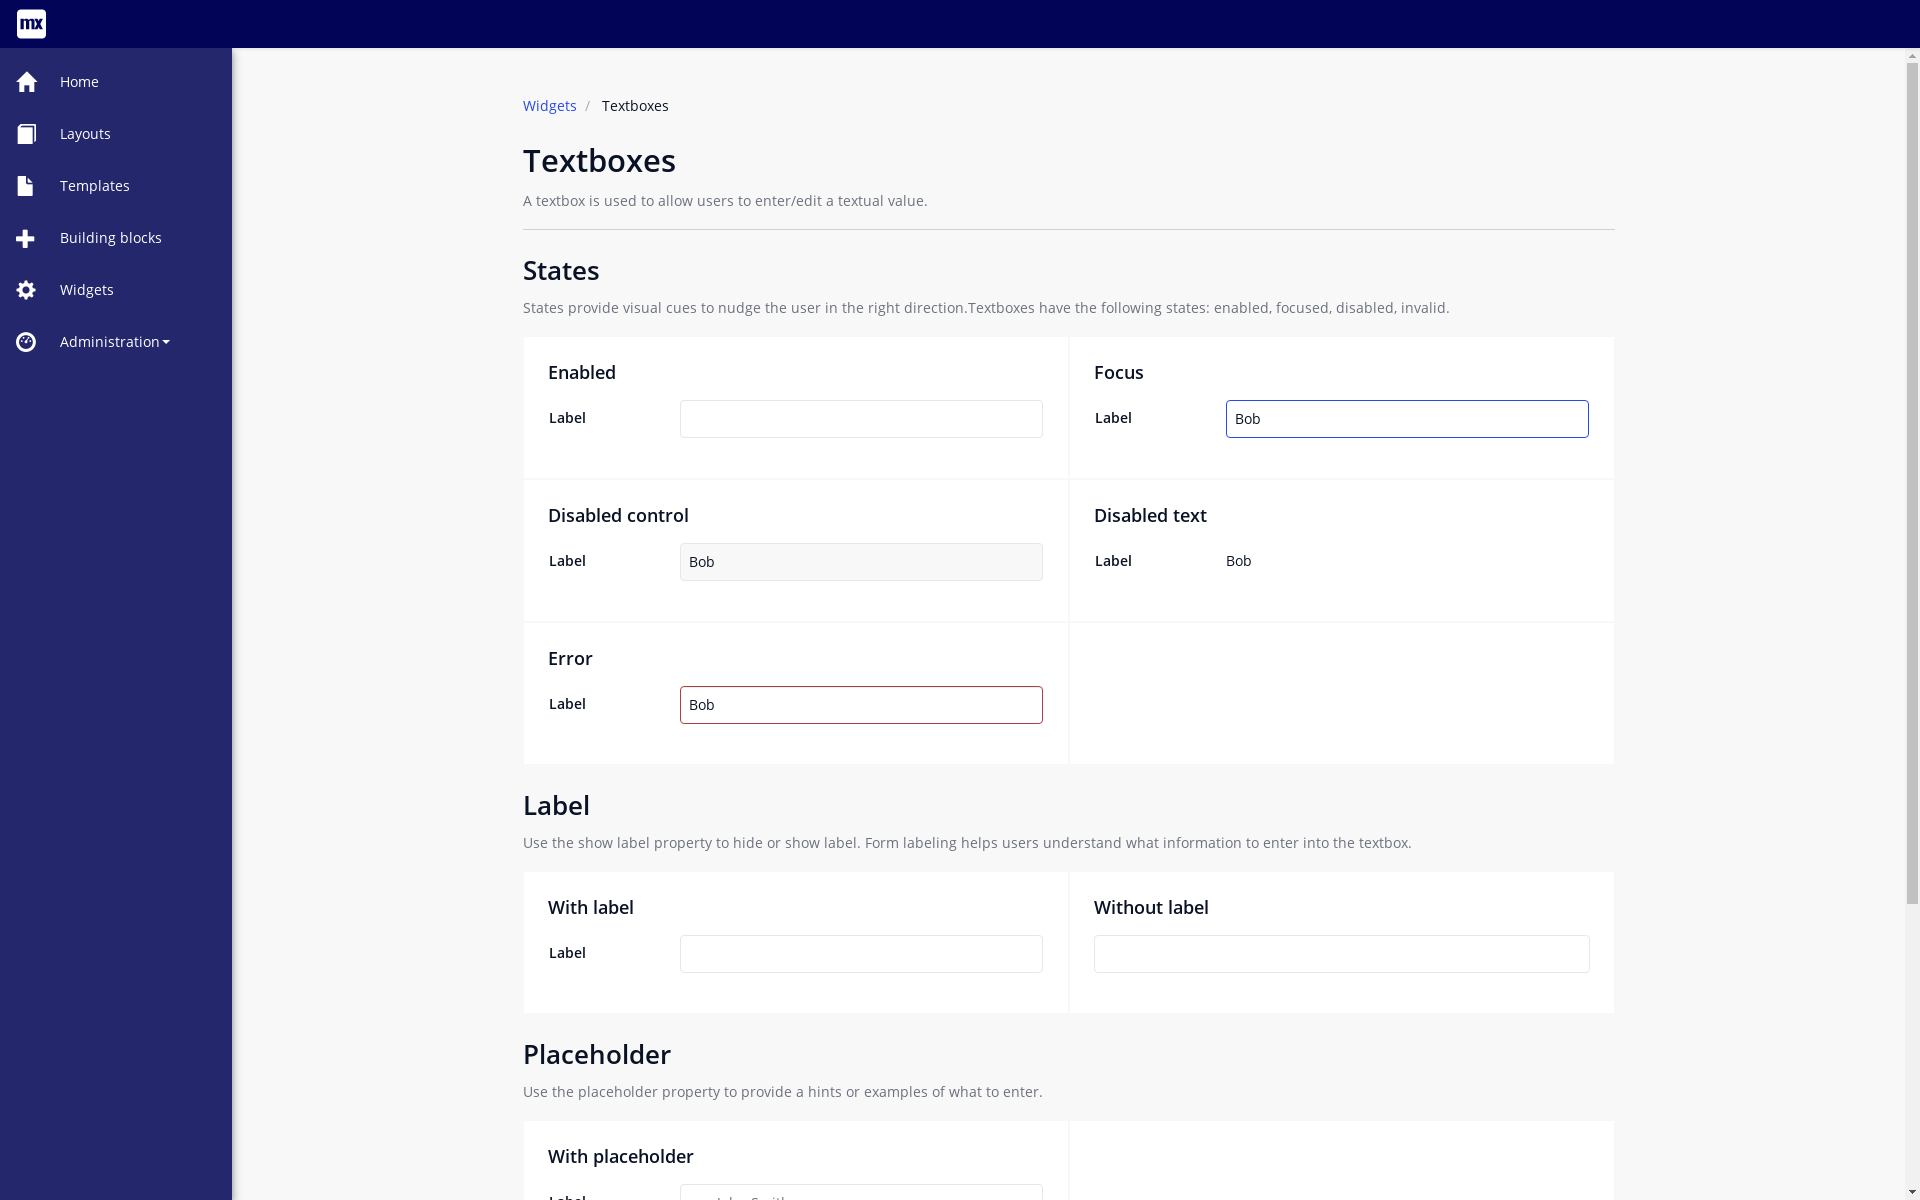 mx
Home
Layouts
Templates
Building blocks
Widgets
Administration
Widgets / Textboxes
Textboxes
A textbox is used to allow users to enter/edit a textual value.
States
States provide visual cues to nudge the user in the right direction.Textboxes have the following states: enabled, focused, disabled, invalid.
Enabled
Label
Focus
Label Bob
Disabled control
Label Bob
Disabled text
Label Bob
Error
Label Bob
Label
Use the show label property to hide or show label. Form labeling helps users understand what information to enter into the textbox.
With label
Label
Without label
Placeholder
Use the placeholder property to provide a hints or examples of what to enter.
With placeholder
Label